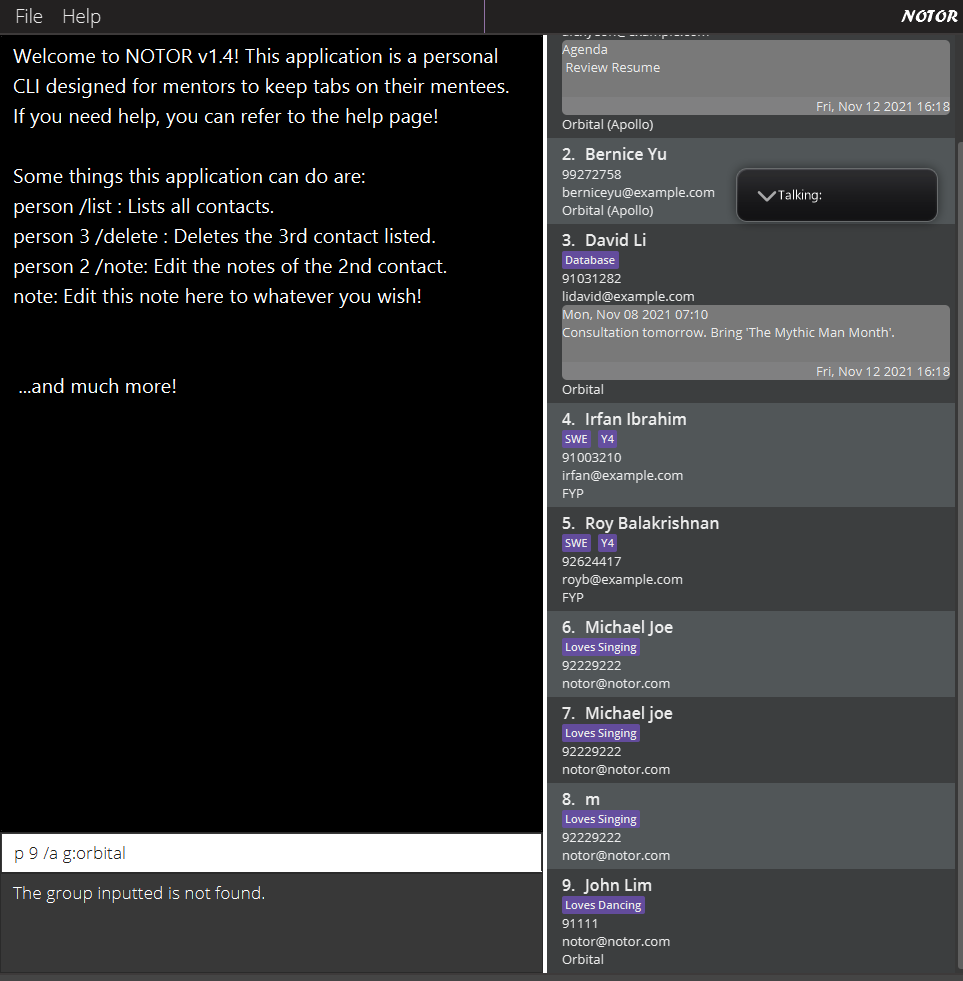 File Help
NOTOR
Welcome to NOTOR v1.4! This application is a personal
CLI designed for mentors to keep tabs on their mentees.
If you need help, you can refer to the help page!
Some things this application can do are:
person /list : Lists all contacts.
person 3 /delete : Deletes the 3rd contact listed.
person 2 /note: Edit the notes of the 2nd contact.
note: Edit this note here to whatever you wish!
...and much more!
p 9 /a g:orbital
The group inputted is not found.
Agenda
Review Resume
Fri, Nov 12 2021 16:18
Orbital (Apollo)
2. Bernice Yu
99272758
berniceyu@example.com
Orbital (Apollo)
Talking:
3. David Li
Database
91031282
lidavid@example.com
Mon, Nov 08 2021 07:10
Consultation tomorrow. Bring 'The Mythic Man Month'.
Fri, Nov 12 2021 16:18
Orbital
4. Irfan Ibrahim
SWE Y4
91003210
irfan@example.com
FYP
5. Roy Balakrishnan
SWE Y4
92624417
royb@example.com
FYP
6. Michael Joe
Loves Singing
92229222
notor@notor.com
7. Michael joe
Loves Singing
92229222
notor@notor.com
8. m
Loves Singing
92229222
notor@notor.com
9. John Lim
Loves Dancing
91111
notor@notor.com
Orbital